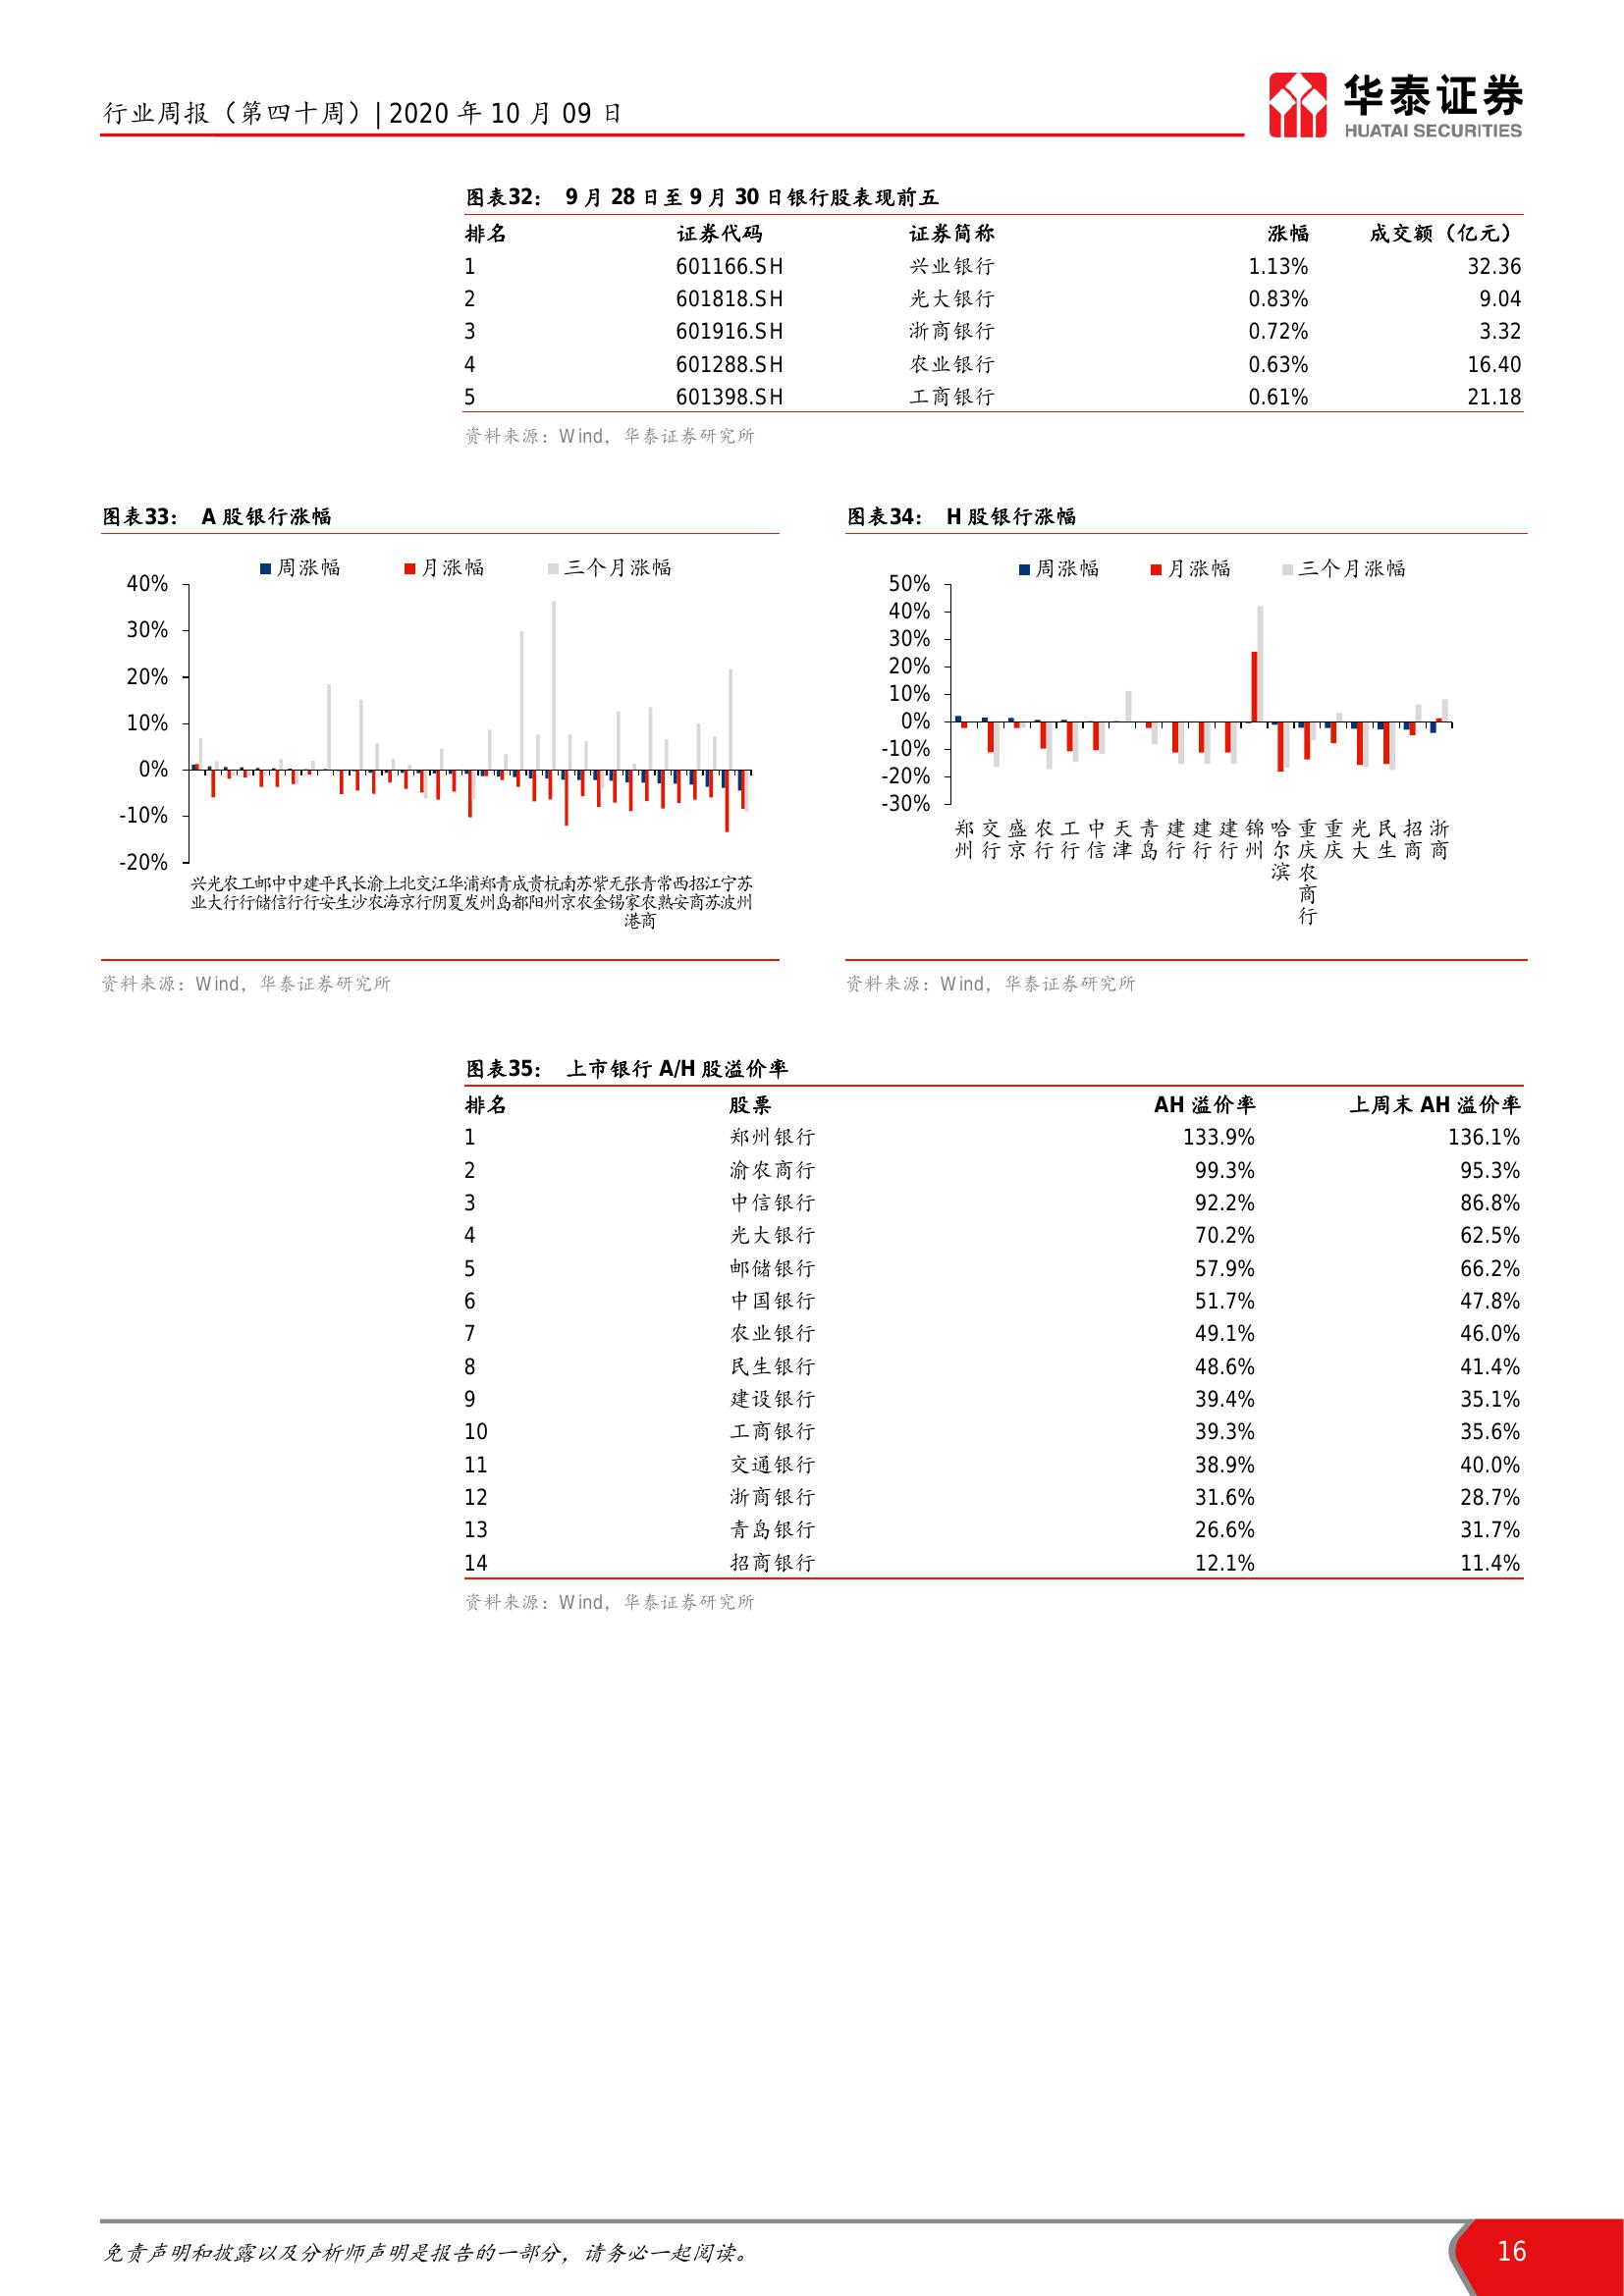 行业周报（第四十周）| 2020 年 10 月 09 日
华泰证券
HUATAI SECURITIES
图表32： 9 月 28 日至 9 月 30 日银行股表现前五
排名 证券代码 证券简称 涨幅 成交额（亿元）
1 601166.SH 兴业银行 1.13% 32.36
2 601818.SH 光大银行 0.83% 9.04
3 601916.SH 浙商银行 0.72% 3.32
4 601288.SH 农业银行 0.63% 16.40
5 601398.SH 工商银行 0.61% 21.18
资料来源：Wind，华泰证券研究所
图表33： A 股银行涨幅
周涨幅 月涨幅 三个月涨幅
40%
30%
20%
10%
0%
-10%
-20%
兴光农工邮中中建平民长渝上北交江华浦郑青成贵杭南苏紫无张青常西招江宁苏
业大行行储信行行安生沙农海京行阴夏发州岛都阳州京农金锡家农熟安商苏波州
港商
资料来源：Wind，华泰证券研究所
图表34： H 股银行涨幅
周涨幅 月涨幅 三个月涨幅
50%
40%
30%
20%
10%
0%
-10%
-20%
-30%
郑州 交行 盛京 农行 工行 中信 天津 青岛 建行 建行 建行 锦州 哈尔滨 重庆农商行 重庆 光大 民生 招商 浙商
资料来源：Wind，华泰证券研究所
图表35： 上市银行 A/H 股溢价率
排名 股票 AH 溢价率 上周末 AH 溢价率
1 郑州银行 133.9% 136.1%
2 渝农商行 99.3% 95.3%
3 中信银行 92.2% 86.8%
4 光大银行 70.2% 62.5%
5 邮储银行 57.9% 66.2%
6 中国银行 51.7% 47.8%
7 农业银行 49.1% 46.0%
8 民生银行 48.6% 41.4%
9 建设银行 39.4% 35.1%
10 工商银行 39.3% 35.6%
11 交通银行 38.9% 40.0%
12 浙商银行 31.6% 28.7%
13 青岛银行 26.6% 31.7%
14 招商银行 12.1% 11.4%
资料来源：Wind，华泰证券研究所
免责声明和披露以及分析师声明是报告的一部分，请务必一起阅读。
16